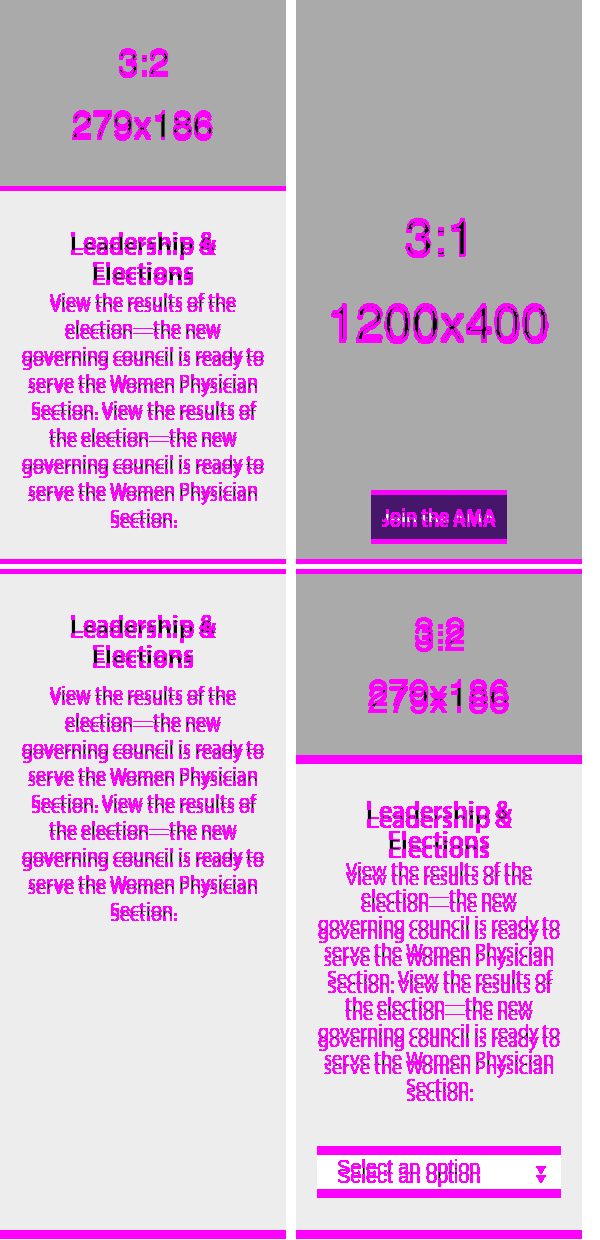 3:2
279x186
Leadership &
Elections
View the results of the
election—the new
governing council is ready to
serve the Women Physician
Section. View the results of
the election—the new
governing council is ready to
serve the Women Physician
Section.
3:1
1200x400
Join the AMA
Leadership &
Elections
View the results of the
election—the new
governing council is ready to
serve the Women Physician
Section. View the results of
the election—the new
governing council is ready to
serve the Women Physician
Section.
3:2
279x186
Leadership &
Elections
View the results of the
election—the new
governing council is ready to
serve the Women Physician
Section. View the results of
the election—the new
governing council is ready to
serve the Women Physician
Section.
Select an option